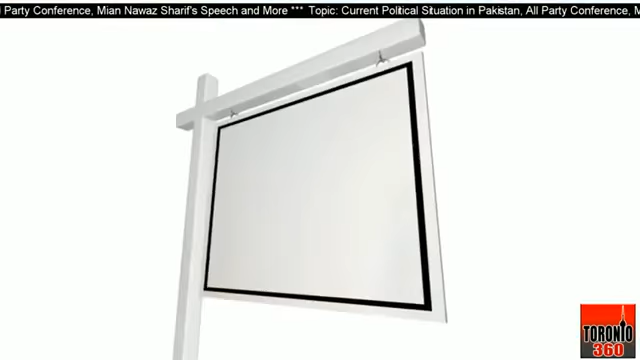 l Party Conference, Mian Nawaz Sharif's Speech and More *** Topic: Current Political Situation in Pakistan, All Party Conference, M
TORONTO
360